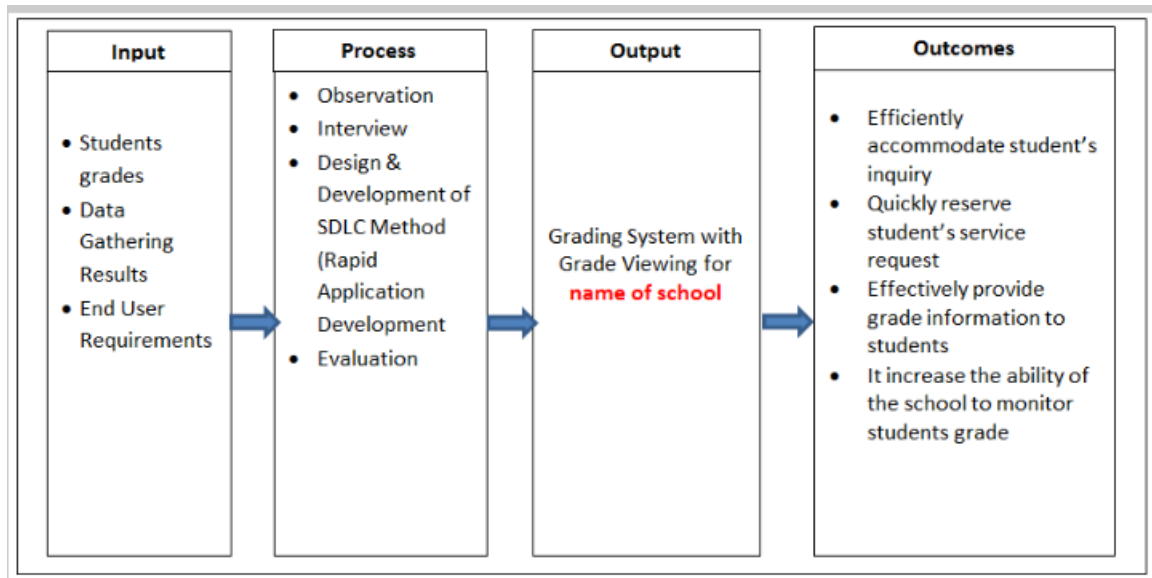 Input
• Students
grades
• Data
Gathering
Results
• End User
Requirements
Process
• Observation
• Interview
• Design &
Development of
SDLC Method
(Rapid
Application
Development
• Evaluation
Output
Grading System with
Grade Viewing for
name of school
Outcomes
• Efficiently
accommodate student’s
inquiry
• Quickly reserve
student’s service
request
• Effectively provide
grade information to
students
• It increase the ability of
the school to monitor
students grade